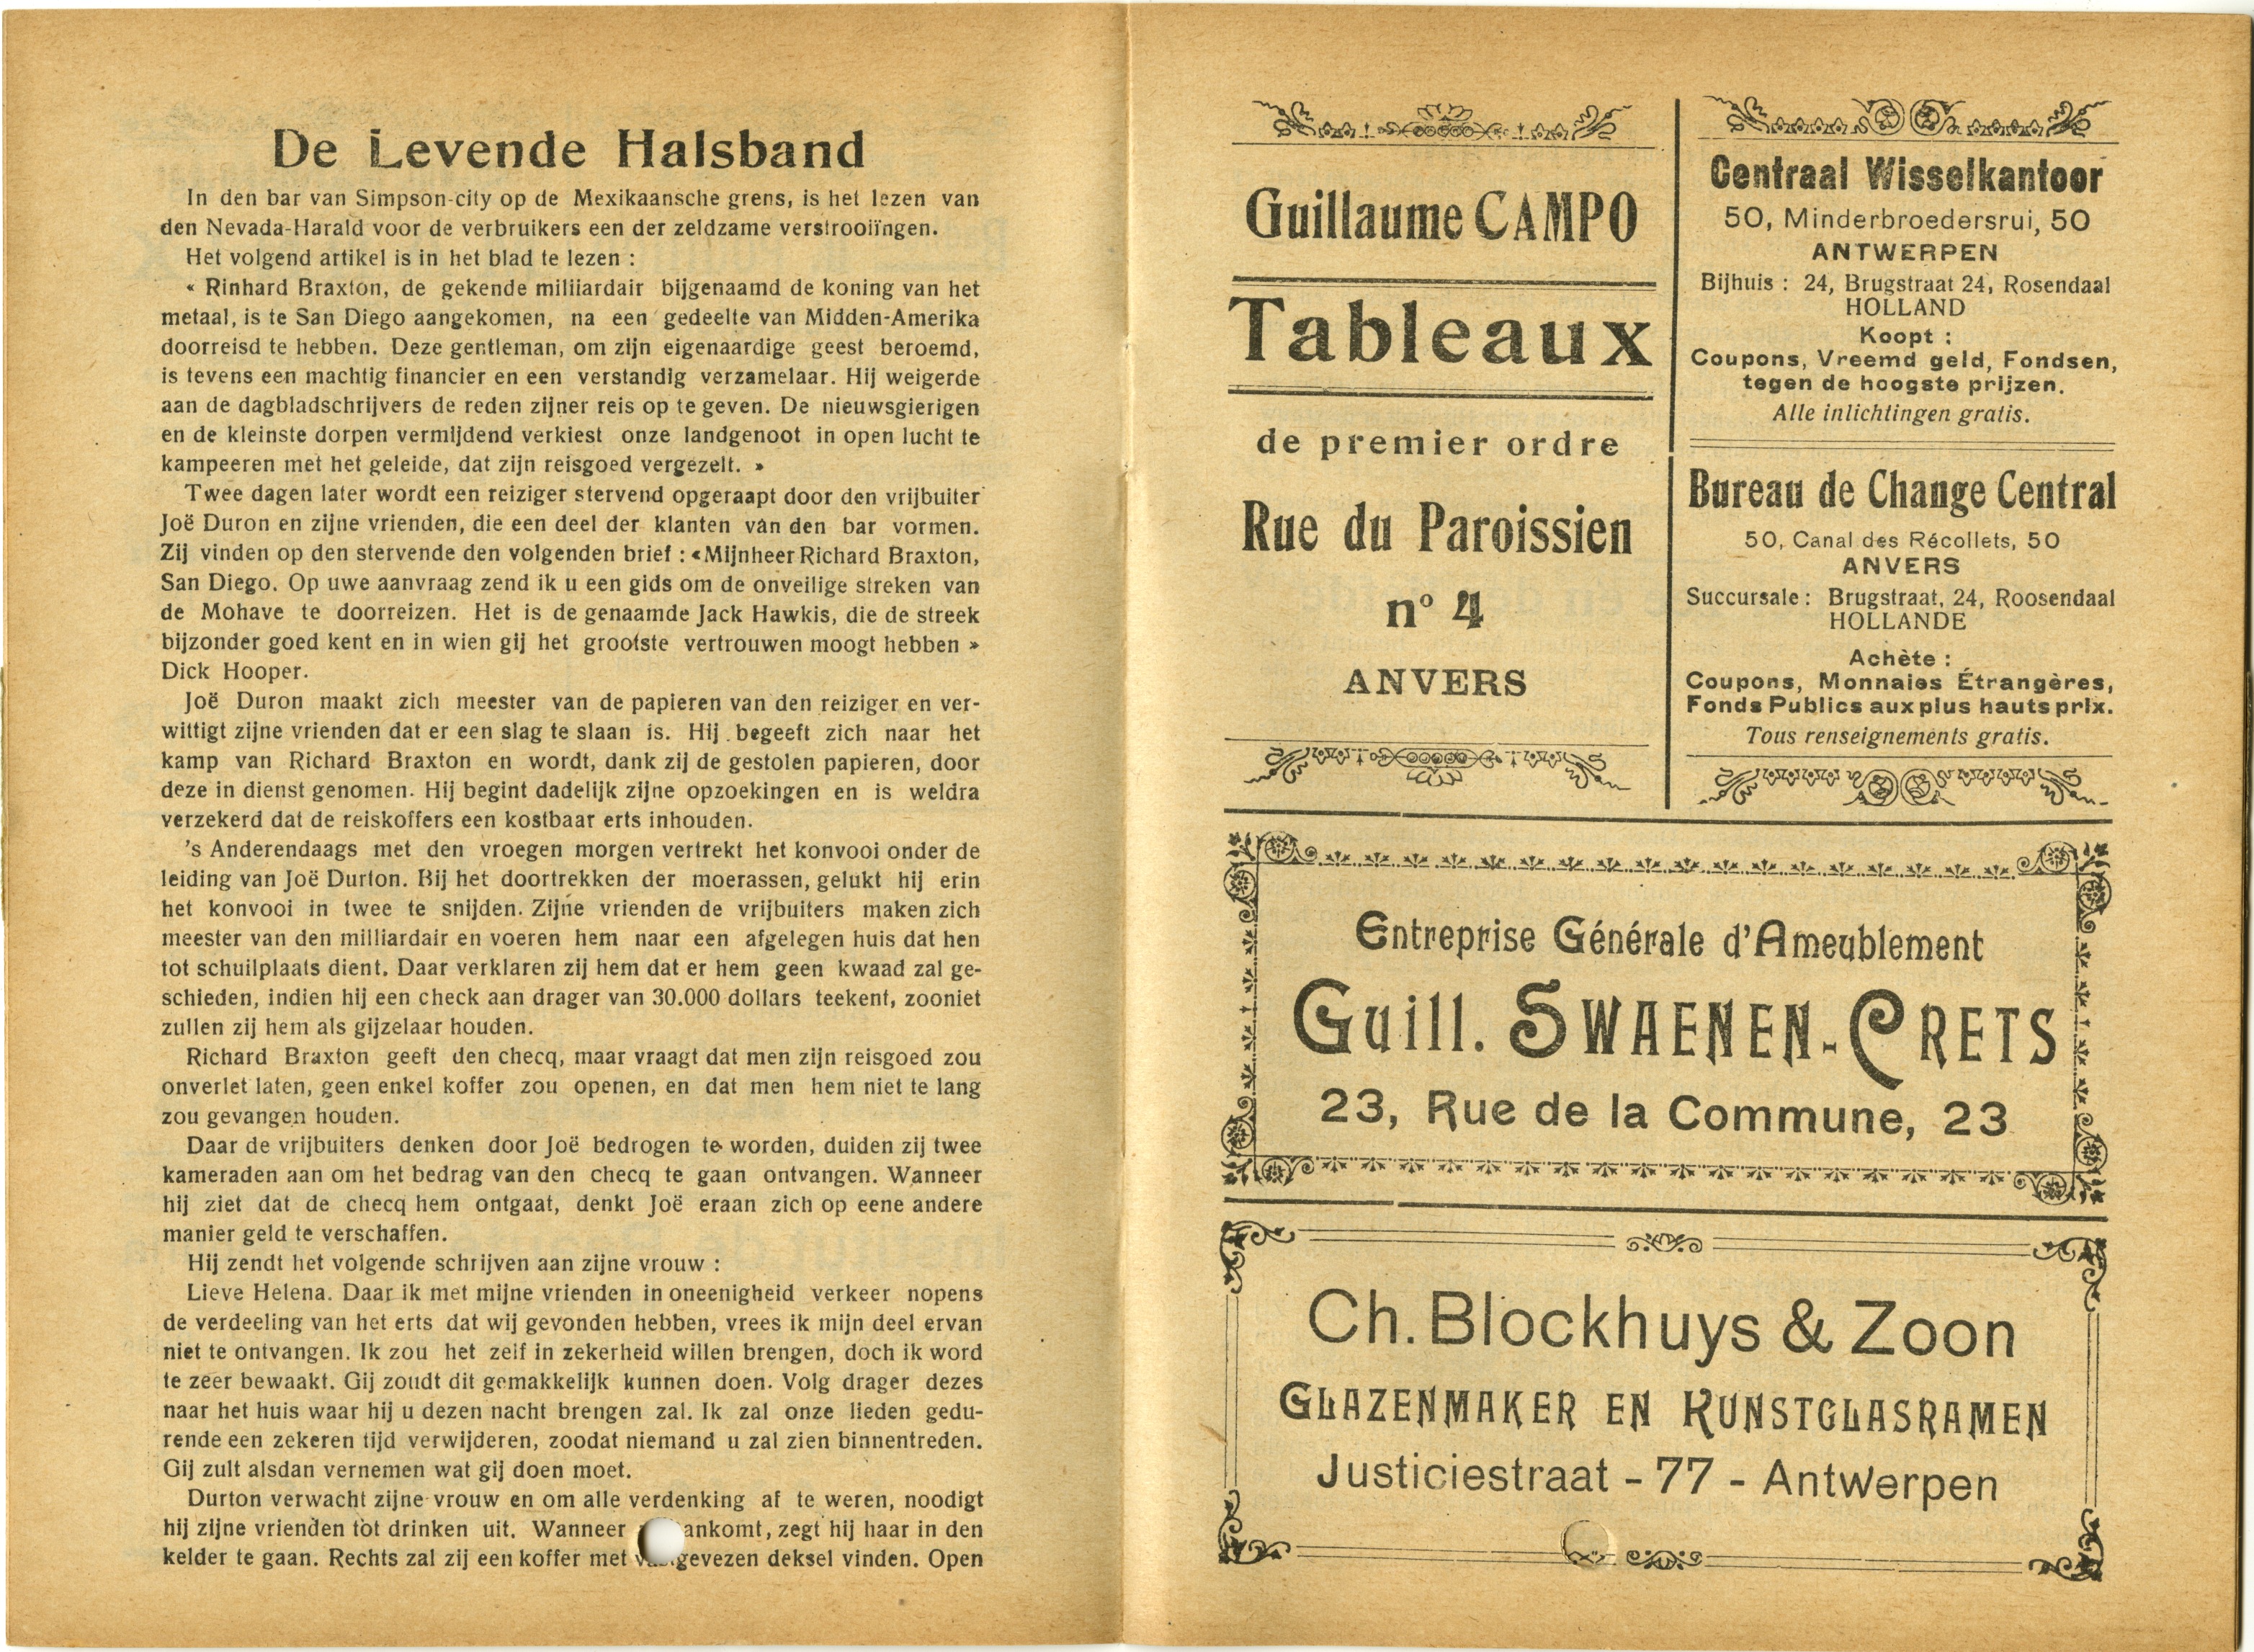 De Levende Halsband
In den bar van Simpson-city op de Mexikaansche grens, is het lezen van
den Nevada-Harald voor de verbruikers een der zeldzame verstrooiïngen.
Het volgend artikel is in het blad te lezen :
« Rinhard Braxton, de gekende milliardair bijgenaamd de koning van het
metaal, is te San Diego aangekomen, na een gedeelte van Midden-Amerika
doorreisd te hebben. Deze gentleman, om zijn eigenaardige geest beroemd,
is tevens een machtig financier en een verstandig verzamelaar. Hij weigerde
aan de dagbladschrijvers de reden zijner reis op te geven. De nieuwsgierigen
en de kleinste dorpen vermijdend verkiest onze landgenoot in open lucht te
kampeeren met het geleide, dat zijn reisgoed vergezelt. »
Twee dagen later wordt een reiziger stervend opgeraapt door den vrijbuiter
Joë Duron en zijne vrienden, die een deel der klanten van den bar vormen.
Zij vinden op den stervende den volgenden brief : « Mijnheer Richard Braxton,
San Diego. Op uwe aanvraag zend ik u een gids om de onveilige streken van
de Mohave te doorreizen. Het is de genaamde Jack Hawkis, die de streek
bijzonder goed kent en in wien gij het grootste vertrouwen moogt hebben »
Dick Hooper.
Joë Duron maakt zich meester van de papieren van den reiziger en ver-
wittigt zijne vrienden dat er een slag te slaan is. Hij begeeft zich naar het
kamp van Richard Braxton en wordt, dank zij de gestolen papieren, door
deze in dienst genomen. Hij begint dadelijk zijne opzoekingen en is weldra
verzekerd dat de reiskoffers een kostbaar erts inhouden.
's Anderendaags met den vroegen morgen vertrekt het konvooi onder de
leiding van Joë Durton. Bij het doortrekken der moerassen, gelukt hij erin
het konvooi in twee te snijden. Zijne vrienden de vrijbuiters maken zich
meester van den milliardair en voeren hem naar een afgelegen huis dat hen
tot schuilplaats dient. Daar verklaren zij hem dat er hem geen kwaad zal ge-
schieden, indien hij een check aan drager van 30.000 dollars teekent, zooniet
zullen zij hem als gijzelaar houden.
Richard Braxton geeft den checq, maar vraagt dat men zijn reisgoed zou
onverlet laten, geen enkel koffer zou openen, en dat men hem niet te lang
zou gevangen houden.
Daar de vrijbuiters denken door Joë bedrogen te worden, duiden zij twee
kameraden aan om het bedrag van den checq te gaan ontvangen. Wanneer
hij ziet dat de checq hem ontgaat, denkt Joë eraan zich op eene andere
manier geld te verschaffen.
Hij zendt het volgende schrijven aan zijne vrouw :
Lieve Helena. Daar ik met mijne vrienden in oneenigheid verkeer nopens
de verdeeling van het erts dat wij gevonden hebben, vrees ik mijn deel ervan
niet te ontvangen. Ik zou het zelf in zekerheid willen brengen, doch ik word
te zeer bewaakt. Gij zoudt dit gemakkelijk kunnen doen. Volg drager dezes
naar het huis waar hij u dezen nacht brengen zal. Ik zal onze lieden gedu-
rende een zekeren tijd verwijderen, zoodat niemand u zal zien binnentreden.
Gij zult alsdan vernemen wat gij doen moet.
Durton verwacht zijne vrouw en om alle verdenking af te weren, noodigt
hij zijne vrienden tot drinken uit. Wanneer ankomt, zegt hij haar in den
kelder te gaan. Rechts zal zij een koffer met gevezen deksel vinden. Open
Guillaume CAMPO
Tableaux
de premier ordre
Rue du Paroissien
nº 4
ANVERS
Centraal Wisselkantoor
50, Minderbroedersrui, 50
ANTWERPEN
Bijhuis : 24, Brugstraat 24, Rosendaal
HOLLAND
Koopt :
Coupons, Vreemd geld, Fondsen,
tegen de hoogste prijzen.
Alle inlichtingen gratis.
Bureau de Change Central
50, Canal des Récollets, 50
ANVERS
Succursale : Brugstraat, 24, Roosendaal
HOLLANDE
Achète :
Coupons, Monnaies Étrangères,
Fonds Publics aux plus hauts prix.
Tous renseignements gratis.
Entreprise Générale d'Ameublement
Guill. SWAENEN-CRETS
23, Rue de la Commune, 23
Ch. Blockhuys & Zoon
GLAZENMAKER EN KUNSTGLASRAMEN
Justiciestraat - 77 - Antwerpen